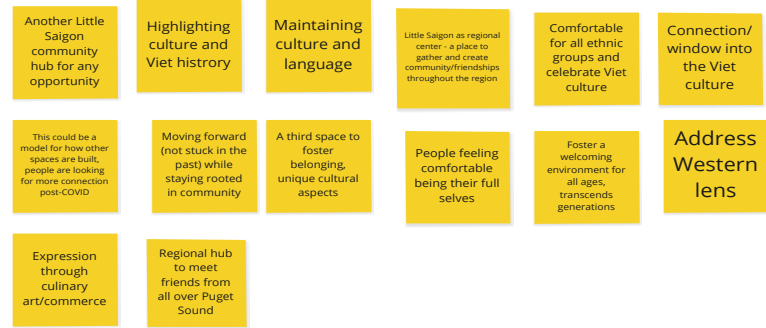 Another Little
Saigon
community
hub for any
opportunity
Highlighting
culture and
Viet histrory
Maintaining
culture and
language
Little Saigon as regional
center - a place to
gather and create
community/friendships
throughout the region
Comfortable
for all ethnic
groups and
celebrate Viet
culture
Connection/
window into
the Viet
culture
This could be a
model for how other
spaces are built,
people are looking
for more connection
post-COVID
Moving forward
(not stuck in the
past) while
staying rooted
in community
A third space to
foster
belonging,
unique cultural
aspects
People feeling
comfortable
being their full
selves
Foster a
welcoming
environment for
all ages,
transcends
generations
Address
Western
lens
Expression
through
culinary
art/commerce
Regional hub
to meet
friends from
all over Puget
Sound